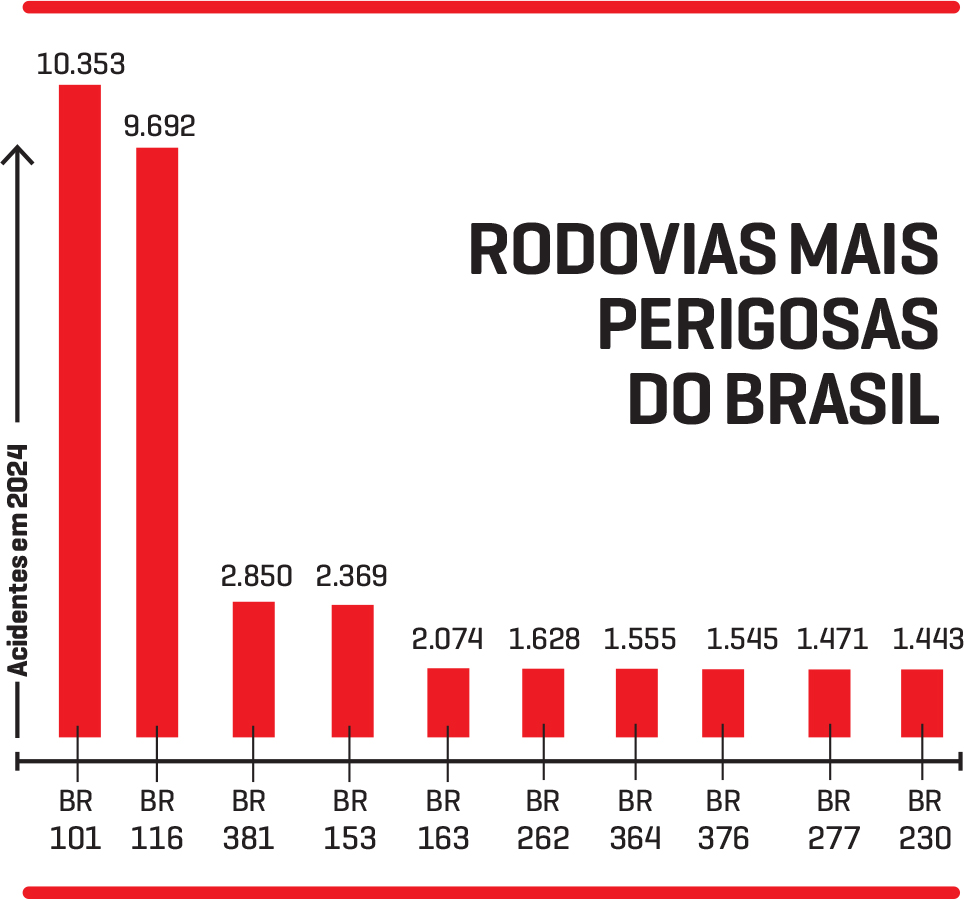 10.353
9.692
RODOVIAS MAIS
PERIGOSAS
DO BRASIL
Acidentes em 2024
2.850 2.369
2.074 1.628 1.555 1.545 1.471 1.443
BR BR BR BR BR BR BR BR BR BR
101 116 381 153 163 262 364 376 277 230